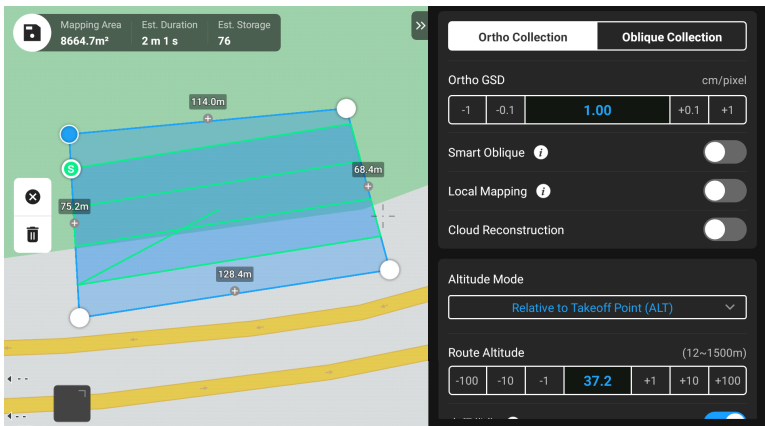 Mapping Area Est. Duration Est. Storage
8664.7m² 2 m 1 s 76
114.0m
S
68.4m
75.2m
128.4m
Ortho Collection Oblique Collection
Ortho GSD cm/pixel
-1 -0.1 1.00 +0.1 +1
Smart Oblique i
Local Mapping i
Cloud Reconstruction
Altitude Mode
Relative to Takeoff Point (ALT)
Route Altitude (12~1500m)
-100 -10 -1 37.2 +1 +10 +100